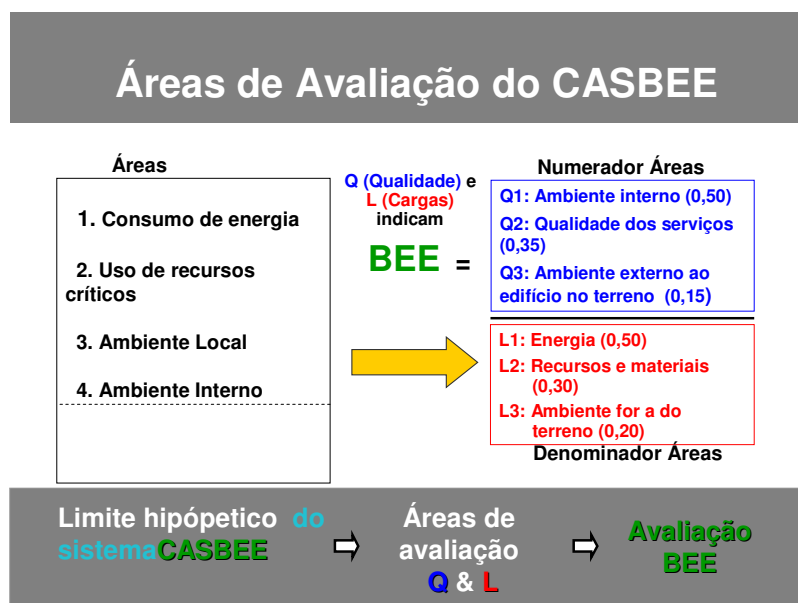 Áreas de Avaliação do CASBEE
Áreas
1. Consumo de energia
2. Uso de recursos
críticos
3. Ambiente Local
4. Ambiente Interno
Q (Qualidade) e
L (Cargas)
indicam
BEE =
Numerador Áreas
Q1: Ambiente interno (0,50)
Q2: Qualidade dos serviços
(0,35)
Q3: Ambiente externo ao
edifício no terreno (0,15)
L1: Energia (0,50)
L2: Recursos e materiais
(0,30)
L3: Ambiente for a do
terreno (0,20)
Denominador Áreas
Limite hipópetico do
sistemaCASBEE
Áreas de
avaliação
Q & L
Avaliação
BEE